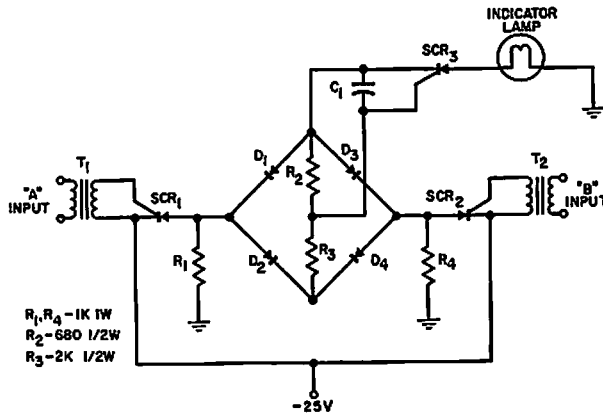 INDICATOR
LAMP
SCR3
C1
D1
D3
T1
T2
R2
"A"
INPUT
SCR1
SCR2
"B"
INPUT
R1
D2
R3
D4
R4
R1, R4-1K 1W
R2-680 1/2W
R3-2K 1/2W
-25V